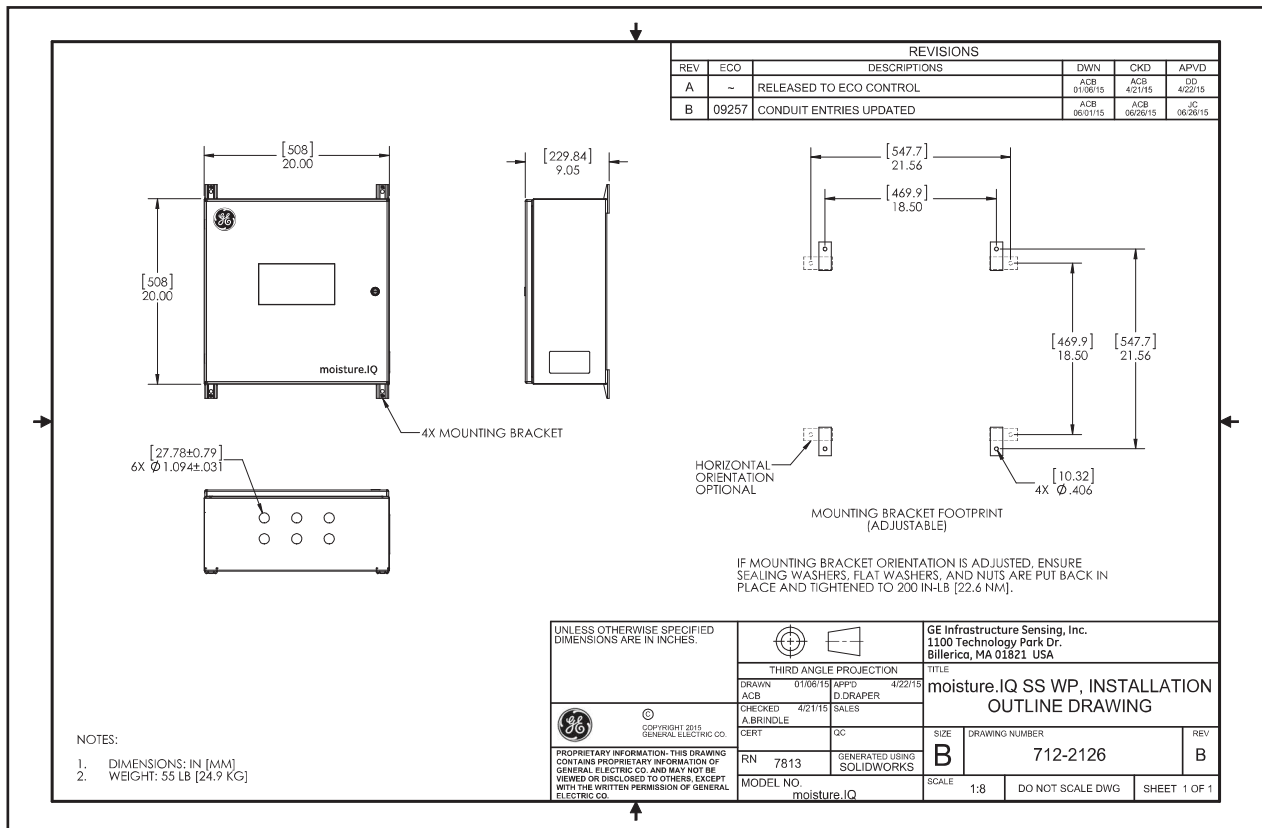 REVISIONS
REV ECO DESCRIPTIONS DWN CKD APVD
A ~ RELEASED TO ECO CONTROL ACB 01/06/15 ACB 4/21/15 DD 4/22/15
B 09257 CONDUIT ENTRIES UPDATED ACB 06/01/15 ACB 06/26/15 JC 06/26/15
[508]
20.00
[229.84]
9.05
[547.7]
21.56
[469.9]
18.50
[508]
20.00
moisture.IQ
[469.9]
18.50
[547.7]
21.56
4X MOUNTING BRACKET
[27.78±0.79]
6X Ø1.094±.031
HORIZONTAL
ORIENTATION
OPTIONAL
[10.32]
4X Ø.406
MOUNTING BRACKET FOOTPRINT
(ADJUSTABLE)
IF MOUNTING BRACKET ORIENTATION IS ADJUSTED, ENSURE
SEALING WASHERS, FLAT WASHERS, AND NUTS ARE PUT BACK IN
PLACE AND TIGHTENED TO 200 IN-LB [22.6 NM].
NOTES:
1. DIMENSIONS: IN [MM]
2. WEIGHT: 55 LB [24.9 KG]
UNLESS OTHERWISE SPECIFIED
DIMENSIONS ARE IN INCHES.
©
COPYRIGHT 2015
GENERAL ELECTRIC CO.
PROPRIETARY INFORMATION- THIS DRAWING
CONTAINS PROPRIETARY INFORMATION OF
GENERAL ELECTRIC CO. AND MAY NOT BE
VIEWED OR DISCLOSED TO OTHERS, EXCEPT
WITH THE WRITTEN PERMISSION OF GENERAL
ELECTRIC CO.
THIRD ANGLE PROJECTION
DRAWN 01/06/15 APP'D 4/22/15
ACB D.DRAPER
CHECKED 4/21/15 SALES
A.BRINDLE
CERT QC
RN 7813 GENERATED USING
SOLIDWORKS
MODEL NO.
moisture.IQ
GE Infrastructure Sensing, Inc.
1100 Technology Park Dr.
Billerica, MA 01821 USA
TITLE
moisture.IQ SS WP, INSTALLATION
OUTLINE DRAWING
SIZE DRAWING NUMBER REV
B 712-2126 B
SCALE 1:8 DO NOT SCALE DWG SHEET 1 OF 1